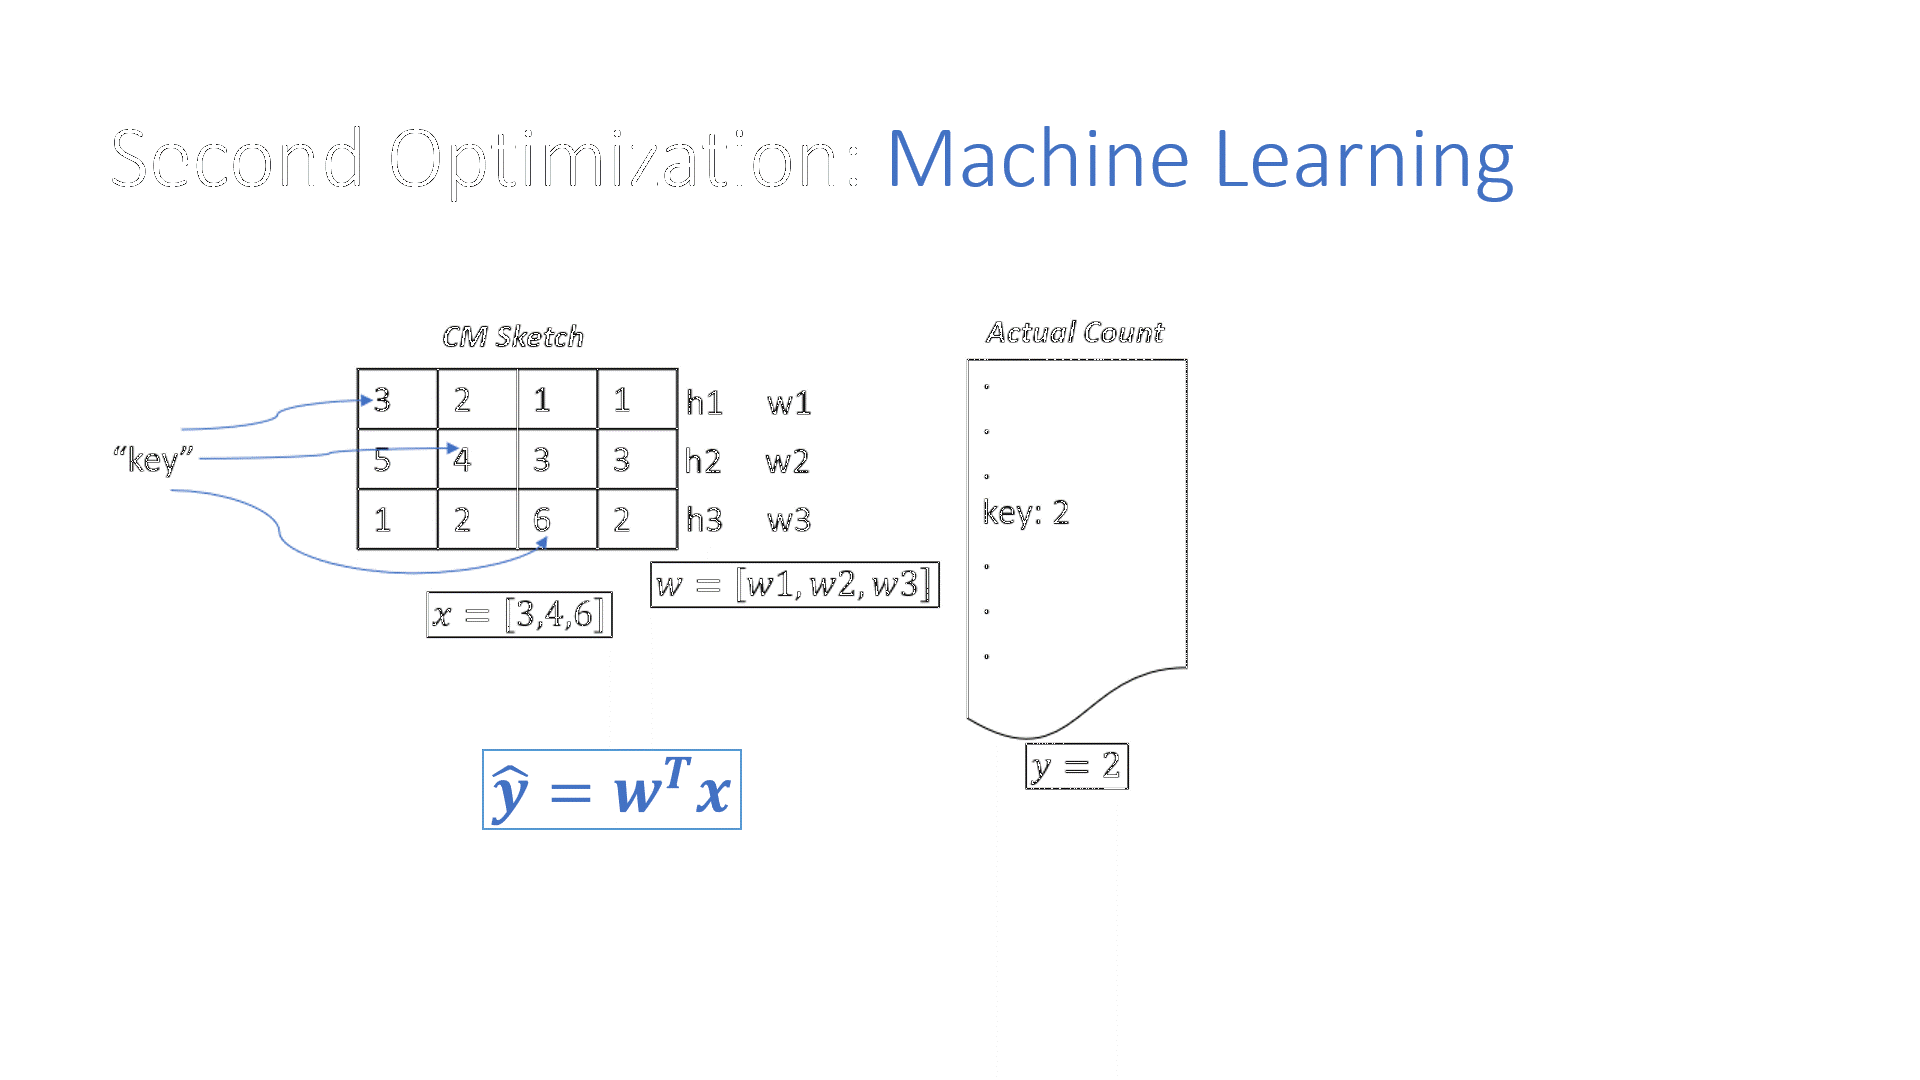 Second Optimization: Machine Learning
CM Sketch
3 2 1 1 h1 w1
“key”
5 4 3 3 h2 w2
1 2 6 2 h3 w3
w = [w1, w2, w3]
x = [3,4,6]
ŷ = wᵀx
Actual Count
.
.
.
key: 2
.
.
.
y = 2